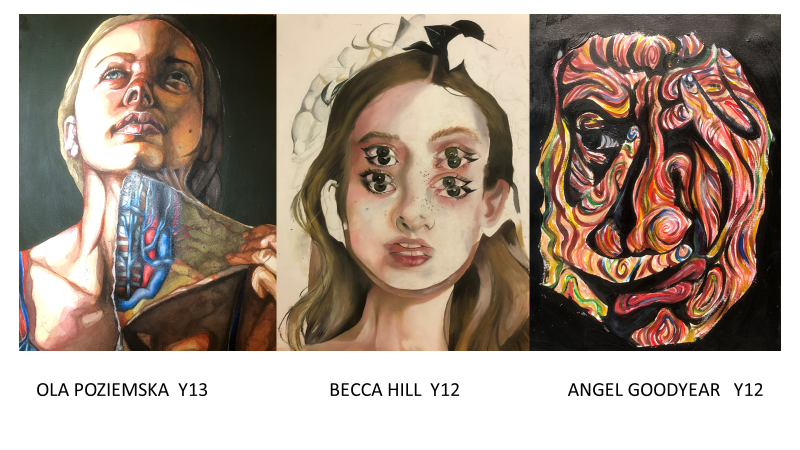 OLA POZIEMSKA Y13
BECCA HILL Y12
ANGEL GOODYEAR Y12